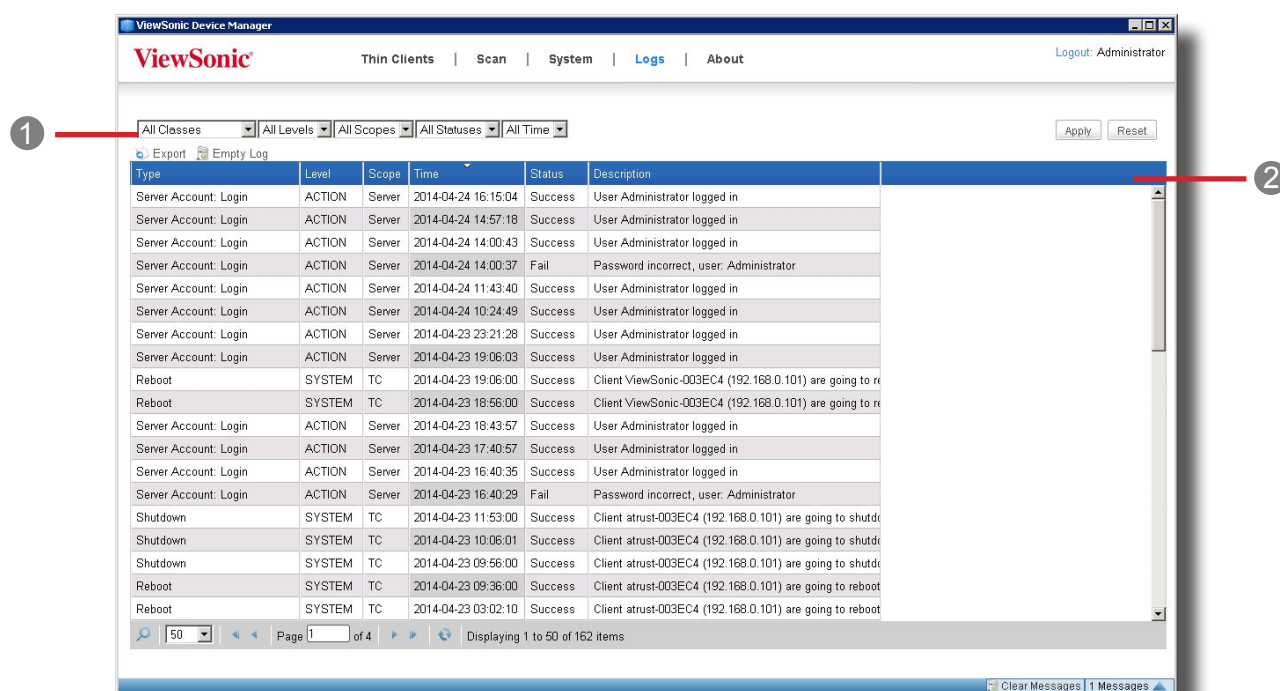 ViewSonic Device Manager
ViewSonic®
Thin Clients | Scan | System | Logs | About
Logout: Administrator
1
All Classes All Levels All Scopes All Statuses All Time
Apply Reset
Export Empty Log
Type Level Scope Time Status Description
2
Server Account: Login ACTION Server 2014-04-24 16:15:04 Success User Administrator logged in
Server Account: Login ACTION Server 2014-04-24 14:57:18 Success User Administrator logged in
Server Account: Login ACTION Server 2014-04-24 14:00:43 Success User Administrator logged in
Server Account: Login ACTION Server 2014-04-24 14:00:37 Fail Password incorrect, user: Administrator
Server Account: Login ACTION Server 2014-04-24 11:43:40 Success User Administrator logged in
Server Account: Login ACTION Server 2014-04-24 10:24:49 Success User Administrator logged in
Server Account: Login ACTION Server 2014-04-23 23:21:28 Success User Administrator logged in
Server Account: Login ACTION Server 2014-04-23 19:06:03 Success User Administrator logged in
Reboot SYSTEM TC 2014-04-23 19:06:00 Success Client ViewSonic-003EC4 (192.168.0.101) are going to re
Reboot SYSTEM TC 2014-04-23 18:56:00 Success Client ViewSonic-003EC4 (192.168.0.101) are going to re
Server Account: Login ACTION Server 2014-04-23 18:43:57 Success User Administrator logged in
Server Account: Login ACTION Server 2014-04-23 17:40:57 Success User Administrator logged in
Server Account: Login ACTION Server 2014-04-23 16:40:35 Success User Administrator logged in
Server Account: Login ACTION Server 2014-04-23 16:40:29 Fail Password incorrect, user: Administrator
Shutdown SYSTEM TC 2014-04-23 11:53:00 Success Client atrust-003EC4 (192.168.0.101) are going to shutdo
Shutdown SYSTEM TC 2014-04-23 10:06:01 Success Client atrust-003EC4 (192.168.0.101) are going to shutdo
Shutdown SYSTEM TC 2014-04-23 09:56:00 Success Client atrust-003EC4 (192.168.0.101) are going to shutdo
Reboot SYSTEM TC 2014-04-23 09:36:00 Success Client atrust-003EC4 (192.168.0.101) are going to reboot
Reboot SYSTEM TC 2014-04-23 03:02:10 Success Client atrust-003EC4 (192.168.0.101) are going to reboot
50 Page 1 of 4 Displaying 1 to 50 of 162 items
Clear Messages 1 Messages